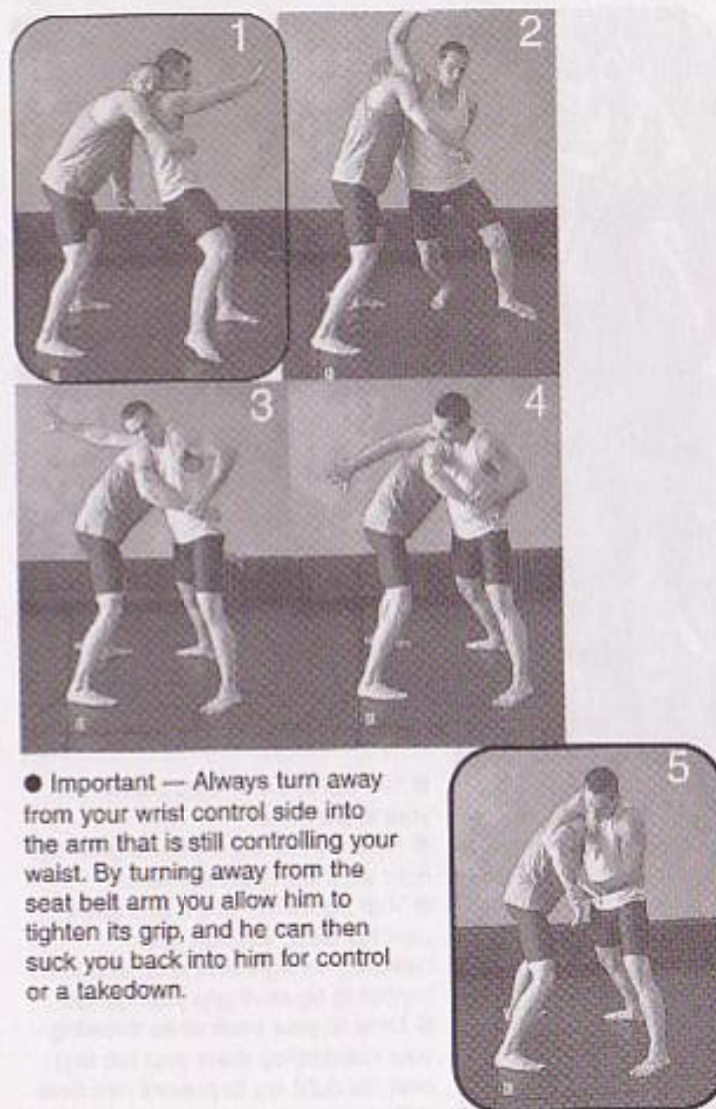 1
2
3
4
● Important — Always turn away
from your wrist control side into
the arm that is still controlling your
waist. By turning away from the
seat belt arm you allow him to
tighten its grip, and he can then
suck you back into him for control
or a takedown.
5